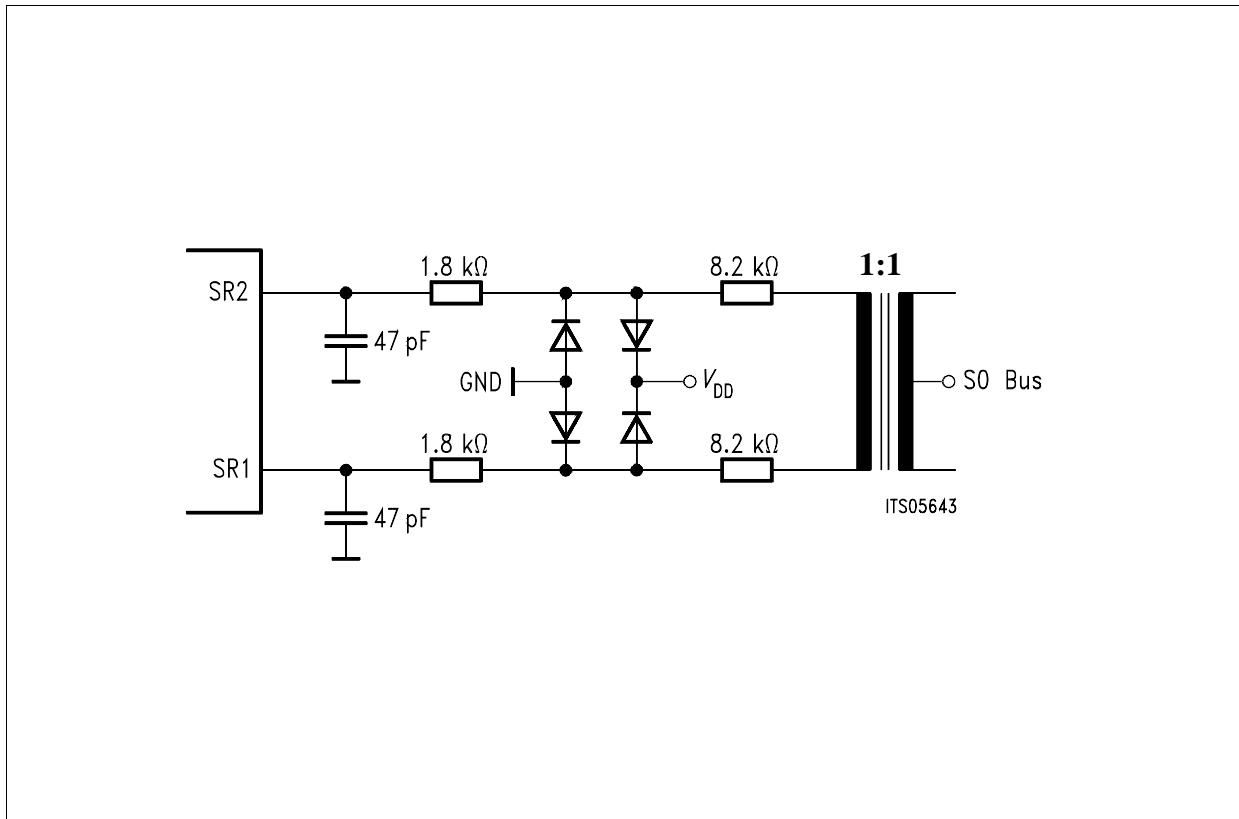 1:1
1.8 kΩ
8.2 kΩ
SR2
47 pF
GND
VDD
S0 Bus
1.8 kΩ
8.2 kΩ
SR1
47 pF
ITS05643